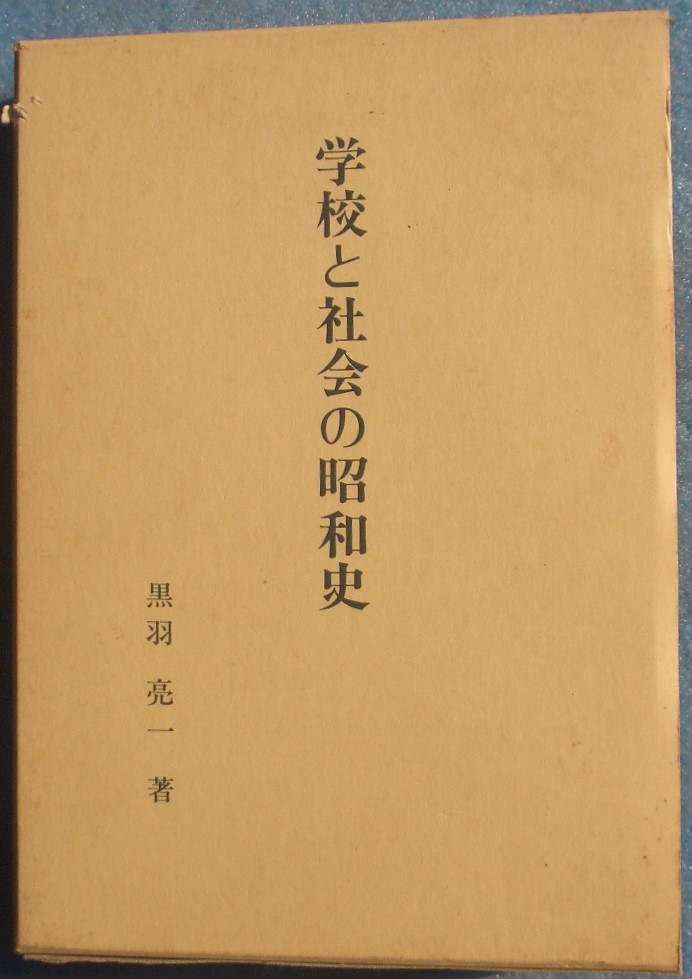 学校と社会の昭和史
黒羽 亮一 著